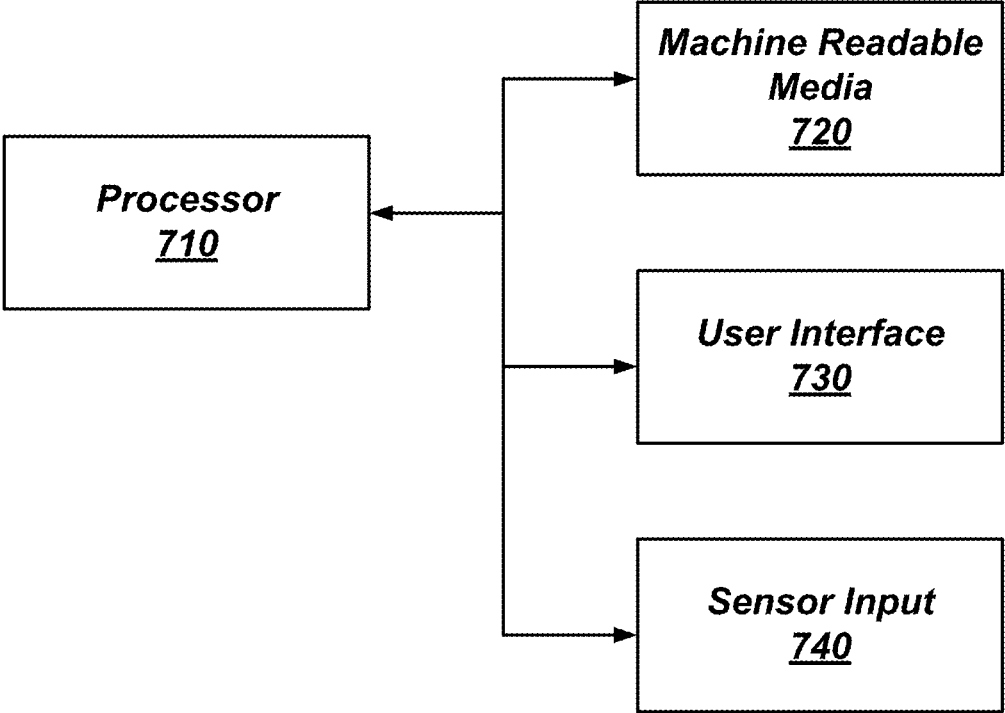 Machine Readable
Media
720
Processor
710
User Interface
730
Sensor Input
740